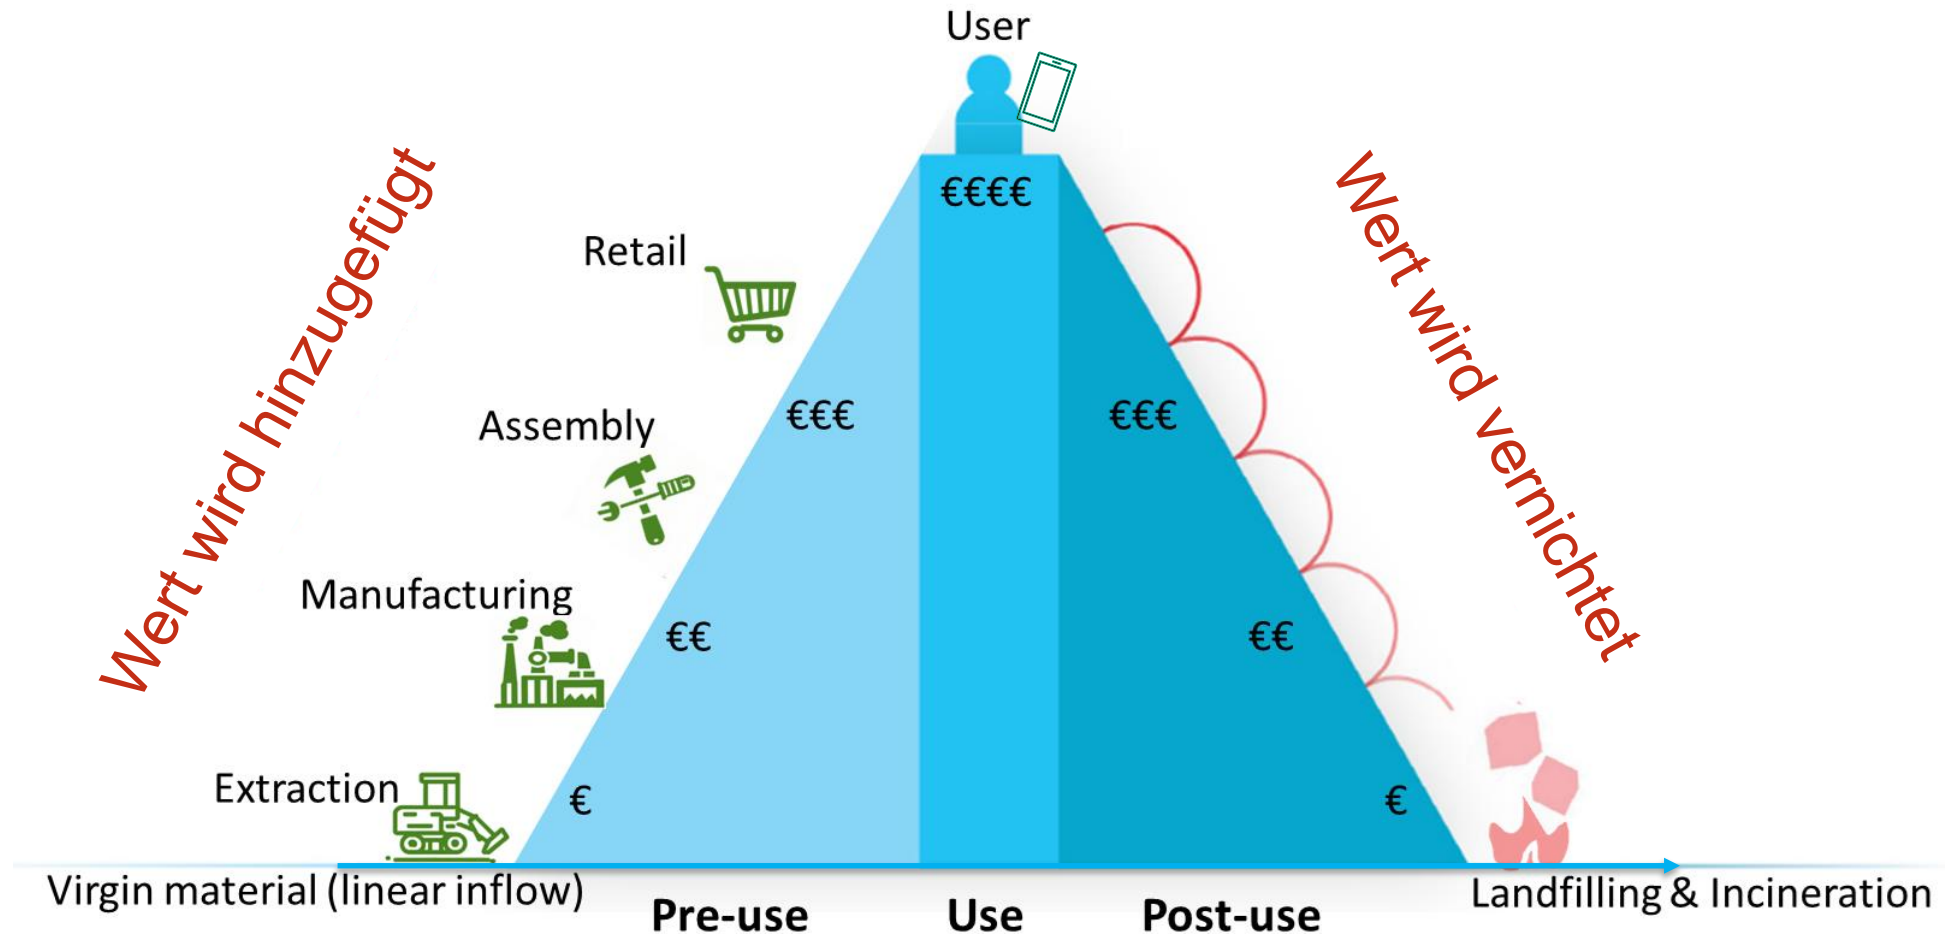 User
€€€€
Wert wird hinzugefügt
Wert wird vernichtet
Retail
€€€
€€€
Assembly
Manufacturing
€€
€€
Extraction
€
€
Virgin material (linear inflow)
Landfilling & Incineration
Pre-use
Use
Post-use